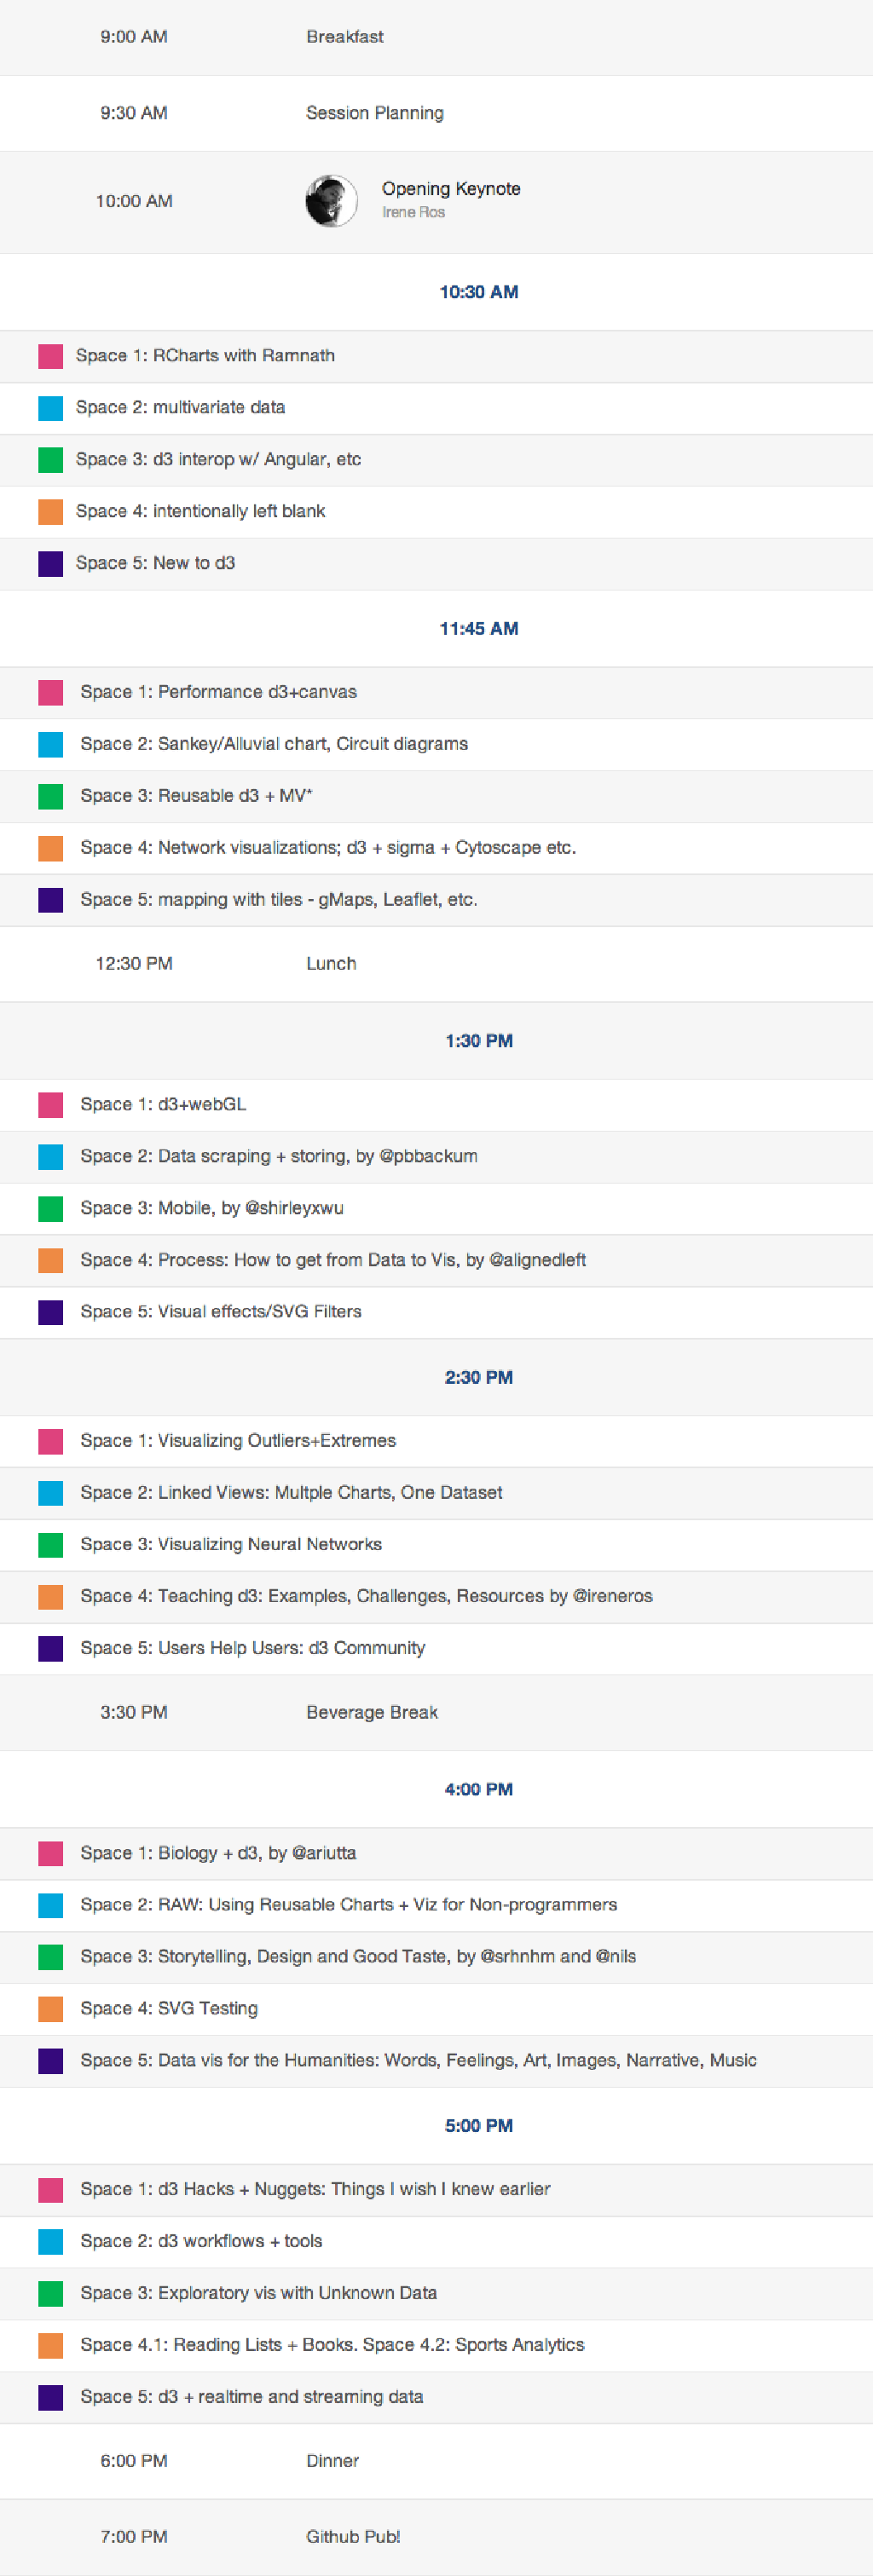 9:00 AM Breakfast
9:30 AM Session Planning
10:00 AM Opening Keynote
Irene Ros
10:30 AM
Space 1: RCharts with Ramnath
Space 2: multivariate data
Space 3: d3 interop w/ Angular, etc
Space 4: intentionally left blank
Space 5: New to d3
11:45 AM
Space 1: Performance d3+canvas
Space 2: Sankey/Alluvial chart, Circuit diagrams
Space 3: Reusable d3 + MV*
Space 4: Network visualizations; d3 + sigma + Cytoscape etc.
Space 5: mapping with tiles - gMaps, Leaflet, etc.
12:30 PM Lunch
1:30 PM
Space 1: d3+webGL
Space 2: Data scraping + storing, by @pbbackum
Space 3: Mobile, by @shirleyxwu
Space 4: Process: How to get from Data to Vis, by @alignedleft
Space 5: Visual effects/SVG Filters
2:30 PM
Space 1: Visualizing Outliers+Extremes
Space 2: Linked Views: Multple Charts, One Dataset
Space 3: Visualizing Neural Networks
Space 4: Teaching d3: Examples, Challenges, Resources by @ireneros
Space 5: Users Help Users: d3 Community
3:30 PM Beverage Break
4:00 PM
Space 1: Biology + d3, by @ariutta
Space 2: RAW: Using Reusable Charts + Viz for Non-programmers
Space 3: Storytelling, Design and Good Taste, by @srhnhm and @nils
Space 4: SVG Testing
Space 5: Data vis for the Humanities: Words, Feelings, Art, Images, Narrative, Music
5:00 PM
Space 1: d3 Hacks + Nuggets: Things I wish I knew earlier
Space 2: d3 workflows + tools
Space 3: Exploratory vis with Unknown Data
Space 4.1: Reading Lists + Books. Space 4.2: Sports Analytics
Space 5: d3 + realtime and streaming data
6:00 PM Dinner
7:00 PM Github Pub!